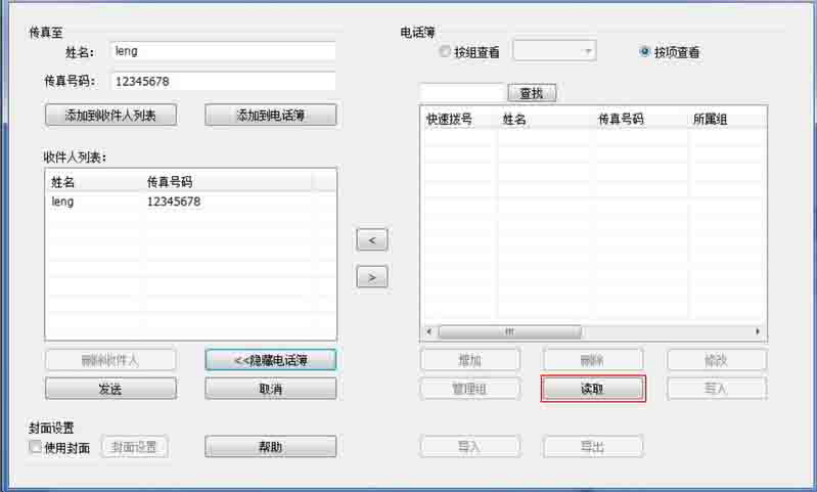 传真至
姓名: leng
传真号码: 12345678
添加到收件人列表 添加到电话簿
收件人列表:
姓名 传真号码
leng 12345678
删除收件人 <<隐藏电话簿
发送 取消
封面设置
使用封面 封面设置 帮助
电话簿
按组查看 按项查看
查找
快速拨号 姓名 传真号码 所属组
<
>
增加 删除 修改
管理组 读取 写入
导入 导出